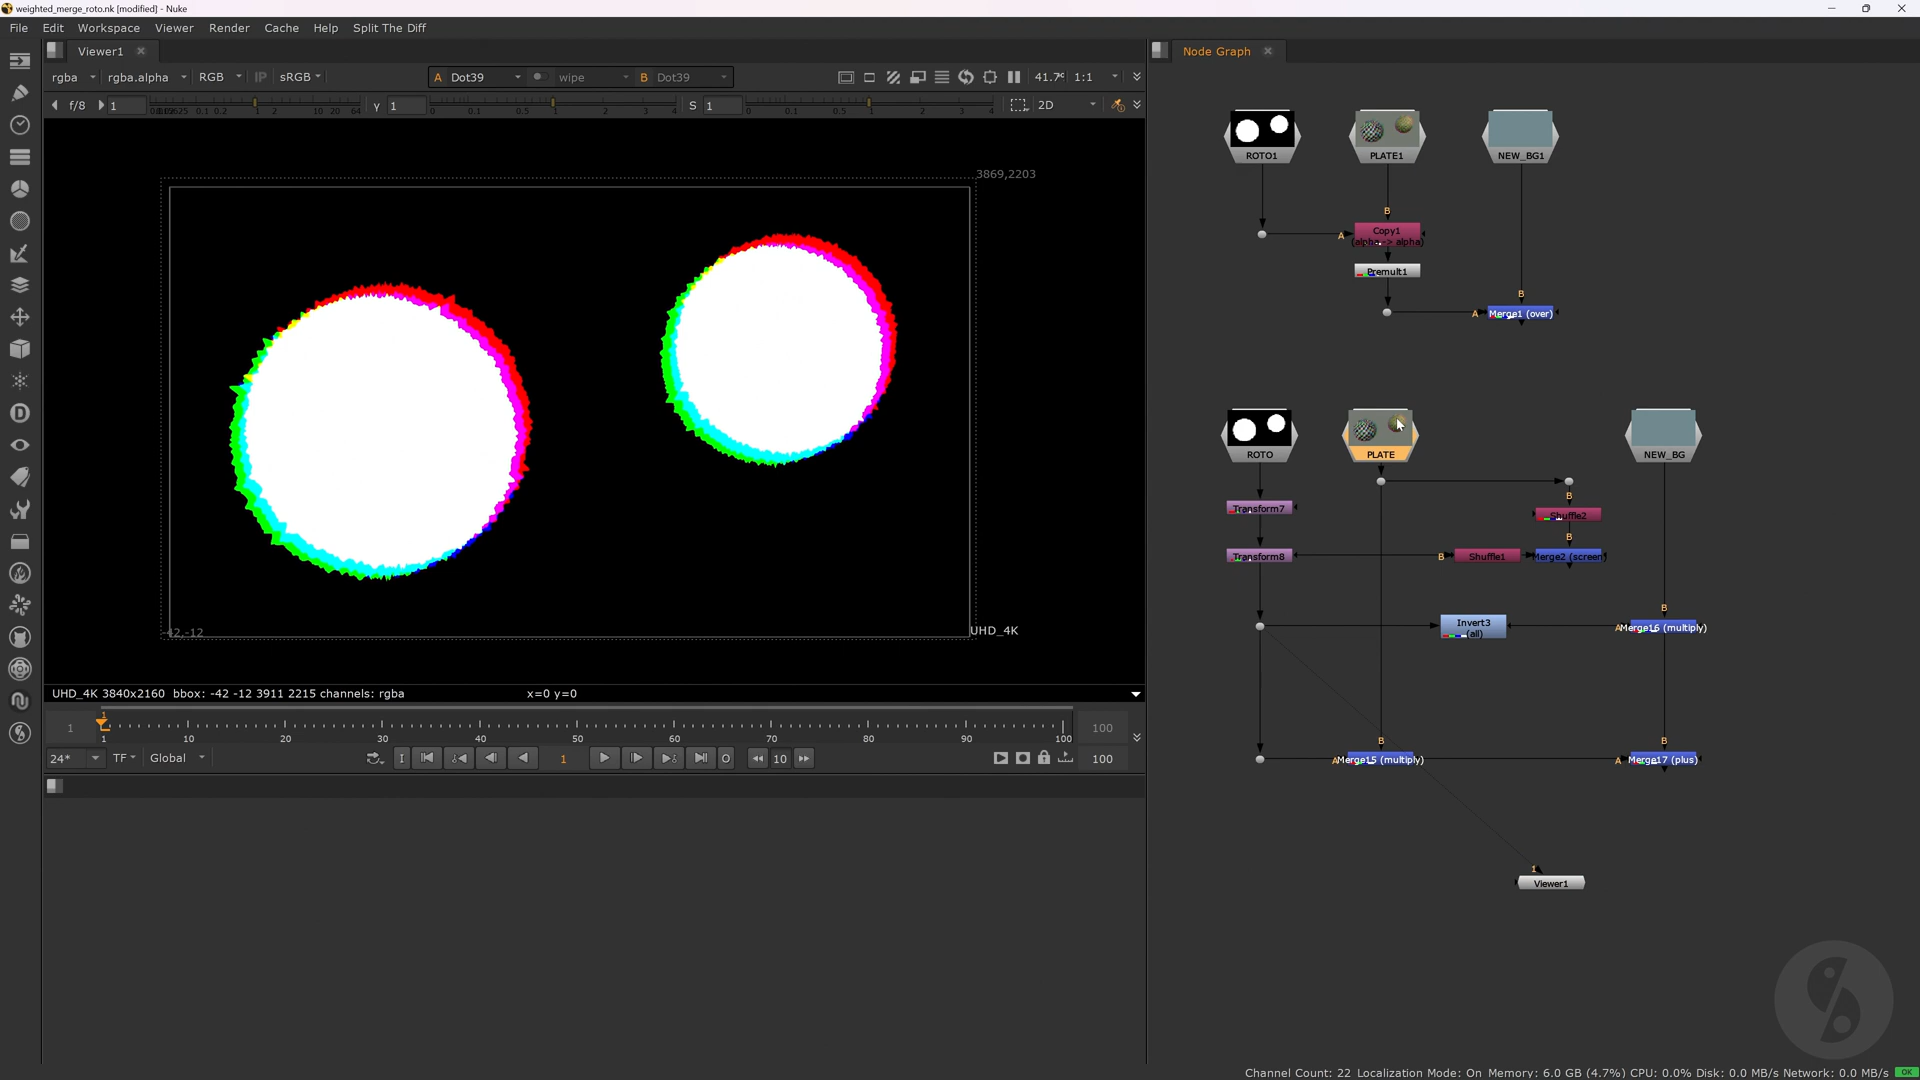 weighted_merge_roto.nk [modified] - Nuke
File Edit Workspace Viewer Render Cache Help Split The Diff
Viewer1
Node Graph
rgba rgba.alpha RGB IP sRGB A Dot39 wipe B Dot39 41.7% 1:1
f/8 1 γ 1 S 1 2D
3869,2203
-42,-12
UHD_4K
UHD_4K 3840x2160 bbox: -42 -12 3911 2215 channels: rgba x=0 y=0
1 1 100
1 10 20 30 40 50 60 70 80 90 100
24* TF Global I 1 O 10 100
ROTO1 PLATE1 NEW_BG1
B
A Copy1
(alpha -> alpha)
Premult1
B
A Merge1 (over)
ROTO PLATE NEW_BG
B
Transform7 Shuffle2
B
Transform8 B Shuffle1 Merge2 (screen)
B
Invert3
(all)
A Merge16 (multiply)
B B
A Merge15 (multiply) A Merge17 (plus)
1
Viewer1
Channel Count: 22 Localization Mode: On Memory: 6.0 GB (4.7%) CPU: 0.0% Disk: 0.0 MB/s Network: 0.0 MB/s OK